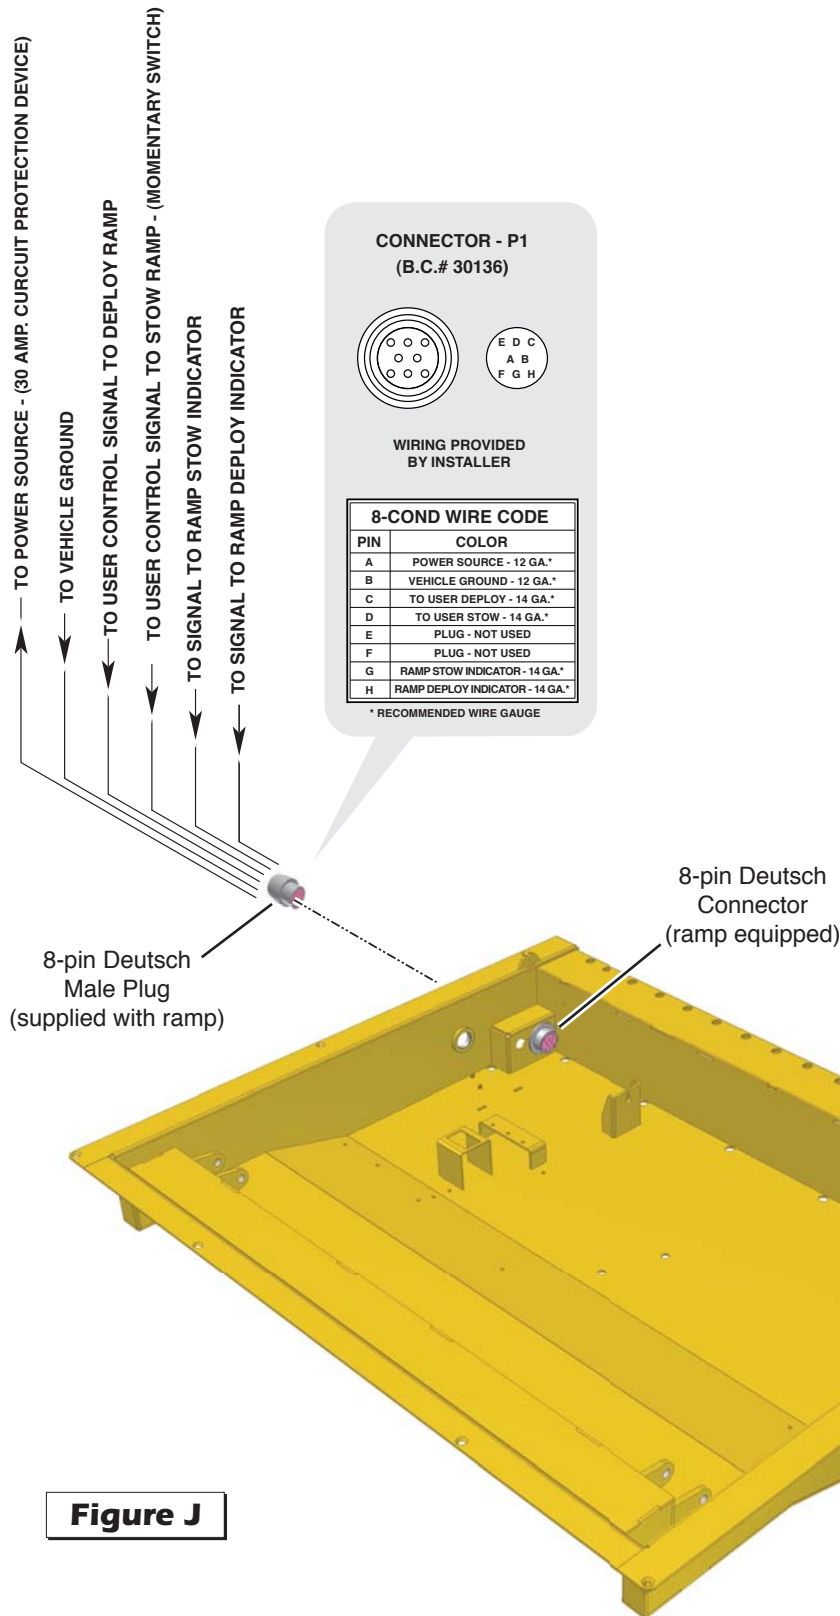 TO POWER SOURCE - (30 AMP. CURCUIT PROTECTION DEVICE)
TO VEHICLE GROUND
TO USER CONTROL SIGNAL TO DEPLOY RAMP
TO USER CONTROL SIGNAL TO STOW RAMP - (MOMENTARY SWITCH)
TO SIGNAL TO RAMP STOW INDICATOR
TO SIGNAL TO RAMP DEPLOY INDICATOR
CONNECTOR - P1
(B.C.# 30136)
E D C
A B
F G H
WIRING PROVIDED
BY INSTALLER
8-COND WIRE CODE
PIN COLOR
A POWER SOURCE - 12 GA.*
B VEHICLE GROUND - 12 GA.*
C TO USER DEPLOY - 14 GA.*
D TO USER STOW - 14 GA.*
E PLUG - NOT USED
F PLUG - NOT USED
G RAMP STOW INDICATOR - 14 GA.*
H RAMP DEPLOY INDICATOR - 14 GA.*
* RECOMMENDED WIRE GAUGE
8-pin Deutsch
Connector
(ramp equipped)
8-pin Deutsch
Male Plug
(supplied with ramp)
Figure J